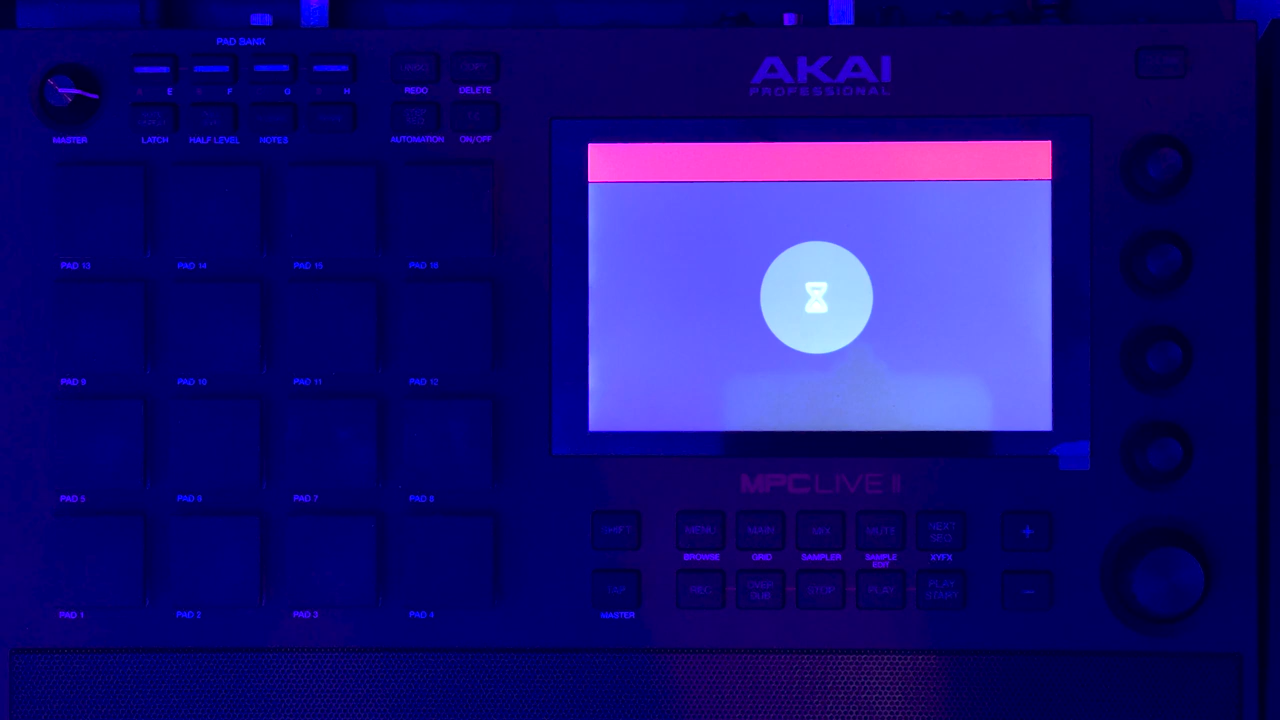 PAD BANK
A E B F C G D H
REDO DELETE
MASTER LATCH HALF LEVEL NOTES AUTOMATION ON/OFF
AKAI
PROFESSIONAL
PAD 13 PAD 14 PAD 15 PAD 16
PAD 9 PAD 10 PAD 11 PAD 12
PAD 5 PAD 6 PAD 7 PAD 8
PAD 1 PAD 2 PAD 3 PAD 4
MPC LIVE II
SHIFT MENU MAIN MIX MUTE NEXT SEQ +
BROWSE GRID SAMPLER SAMPLE EDIT XYFX
TAP REC OVER DUB STOP PLAY PLAY START -
MASTER